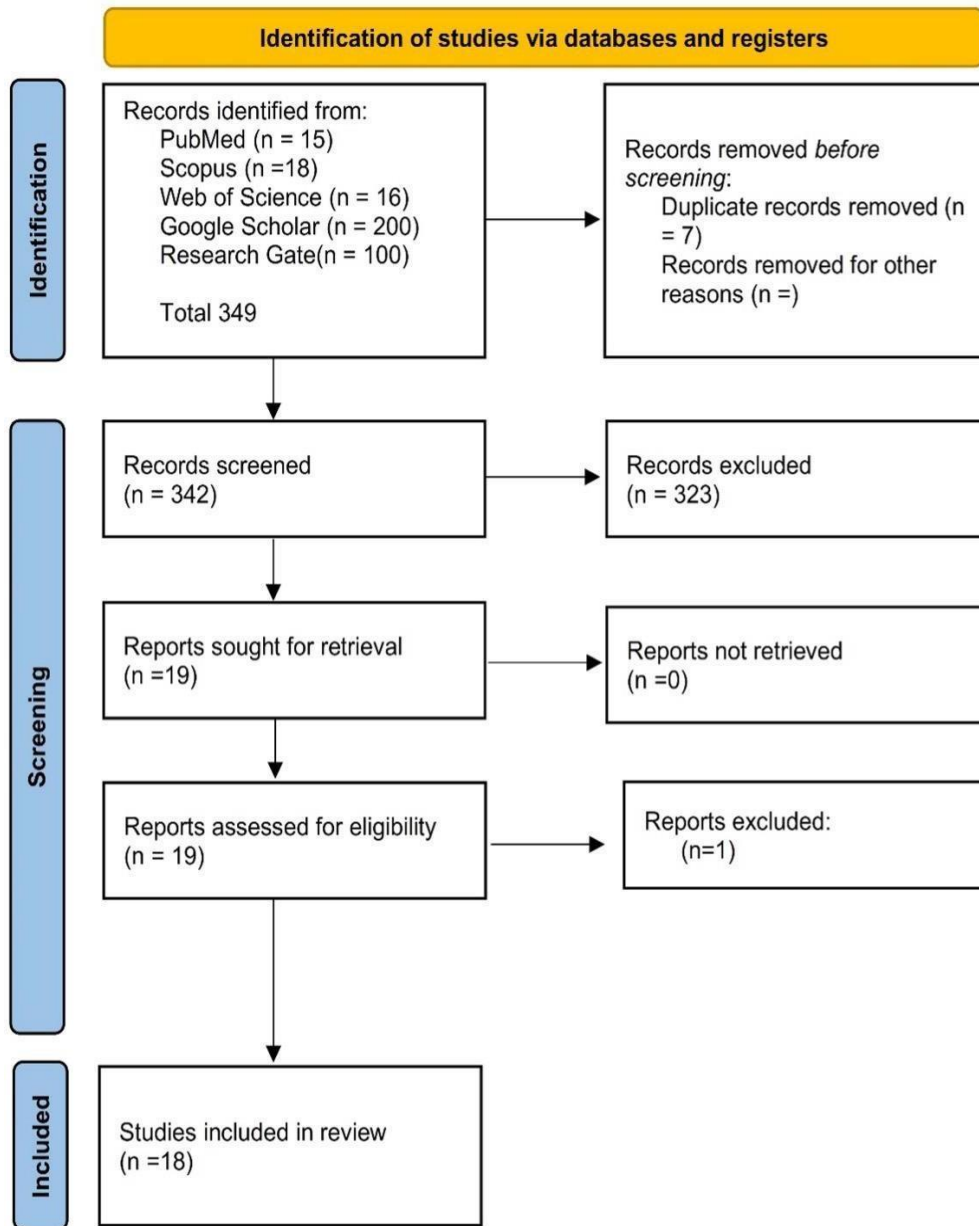 Identification of studies via databases and registers
Identification
Records identified from:
PubMed (n = 15)
Scopus (n =18)
Web of Science (n = 16)
Google Scholar (n = 200)
Research Gate(n = 100)
Total 349
Records removed before
screening:
Duplicate records removed (n
= 7)
Records removed for other
reasons (n =)
Screening
Records screened
(n = 342)
Records excluded
(n = 323)
Reports sought for retrieval
(n =19)
Reports not retrieved
(n =0)
Reports assessed for eligibility
(n = 19)
Reports excluded:
(n=1)
Included
Studies included in review
(n =18)